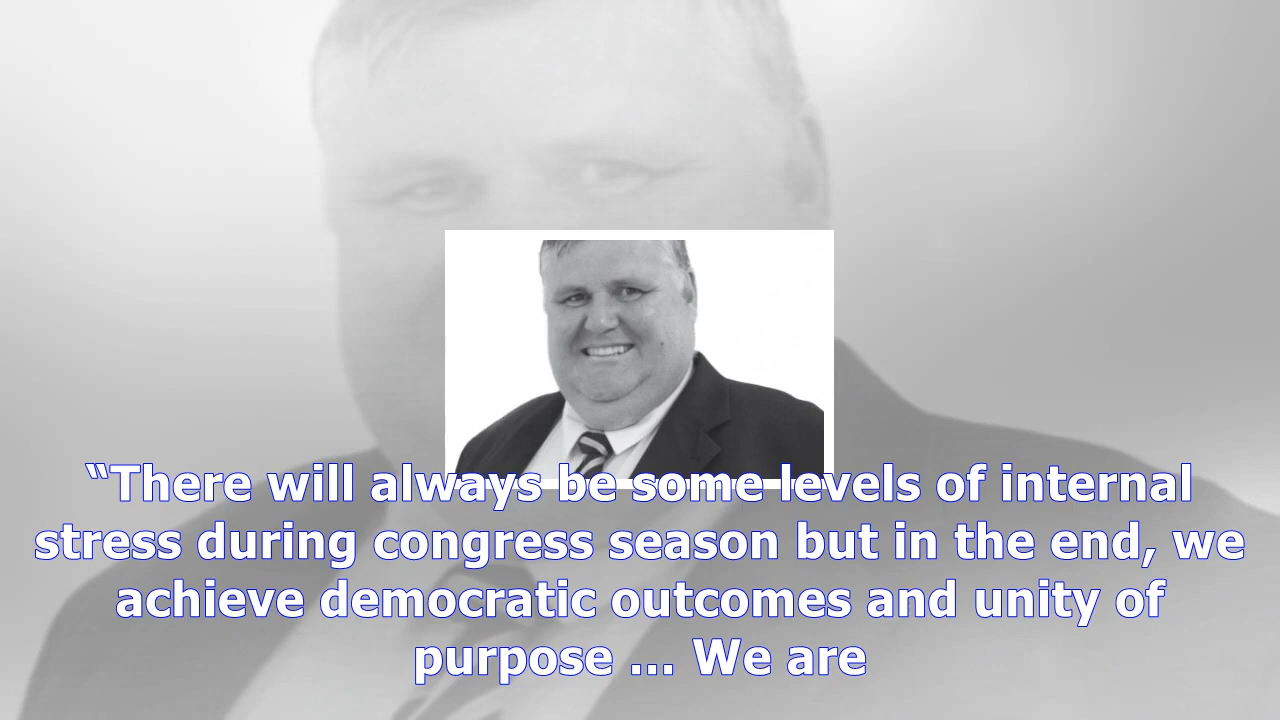 “There will always be some levels of internal
stress during congress season but in the end, we
achieve democratic outcomes and unity of
purpose ... We are